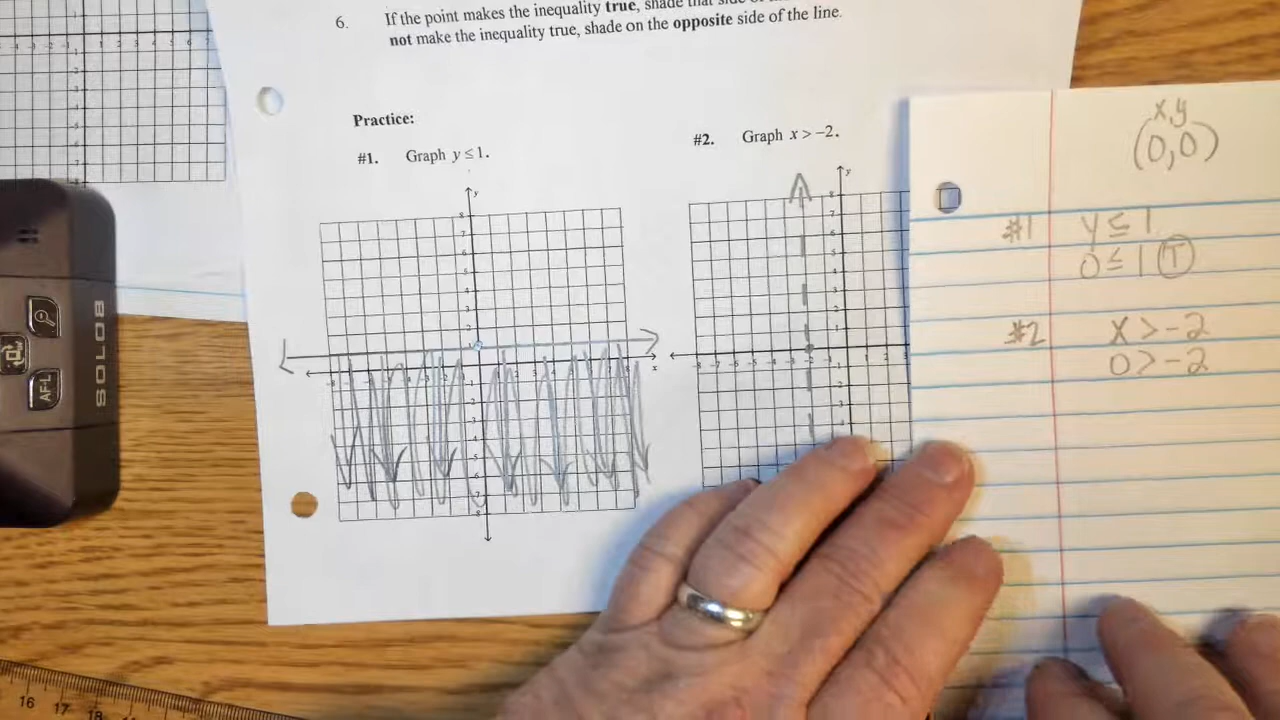 6. If the point makes the inequality true, shade that side of
not make the inequality true, shade on the opposite side of the line.
Practice:
#1. Graph y ≤ 1.
#2. Graph x > −2.
y
x
y
x,y
(0,0)
#1 y ≤ 1
0 ≤ 1 T
#2 x > −2
0 > −2
AF-L
SOLO8
16 17 18